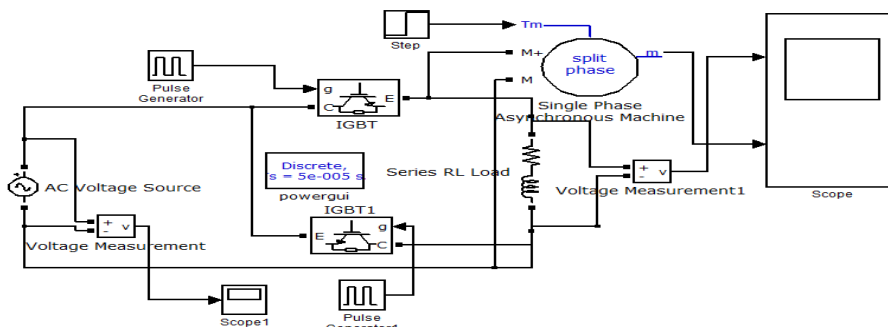 Step
Tm
Pulse
Generator
g
C
E
IGBT
M+
M
split
phase
m
Single Phase
Asynchronous Machine
Discrete,
s = 5e-005 s
powergui
AC Voltage Source
Series RL Load
+
-
v
Voltage Measurement1
Scope
+
-
v
Voltage Measurement
IGBT1
E
g
C
Scope1
Pulse
Generator1